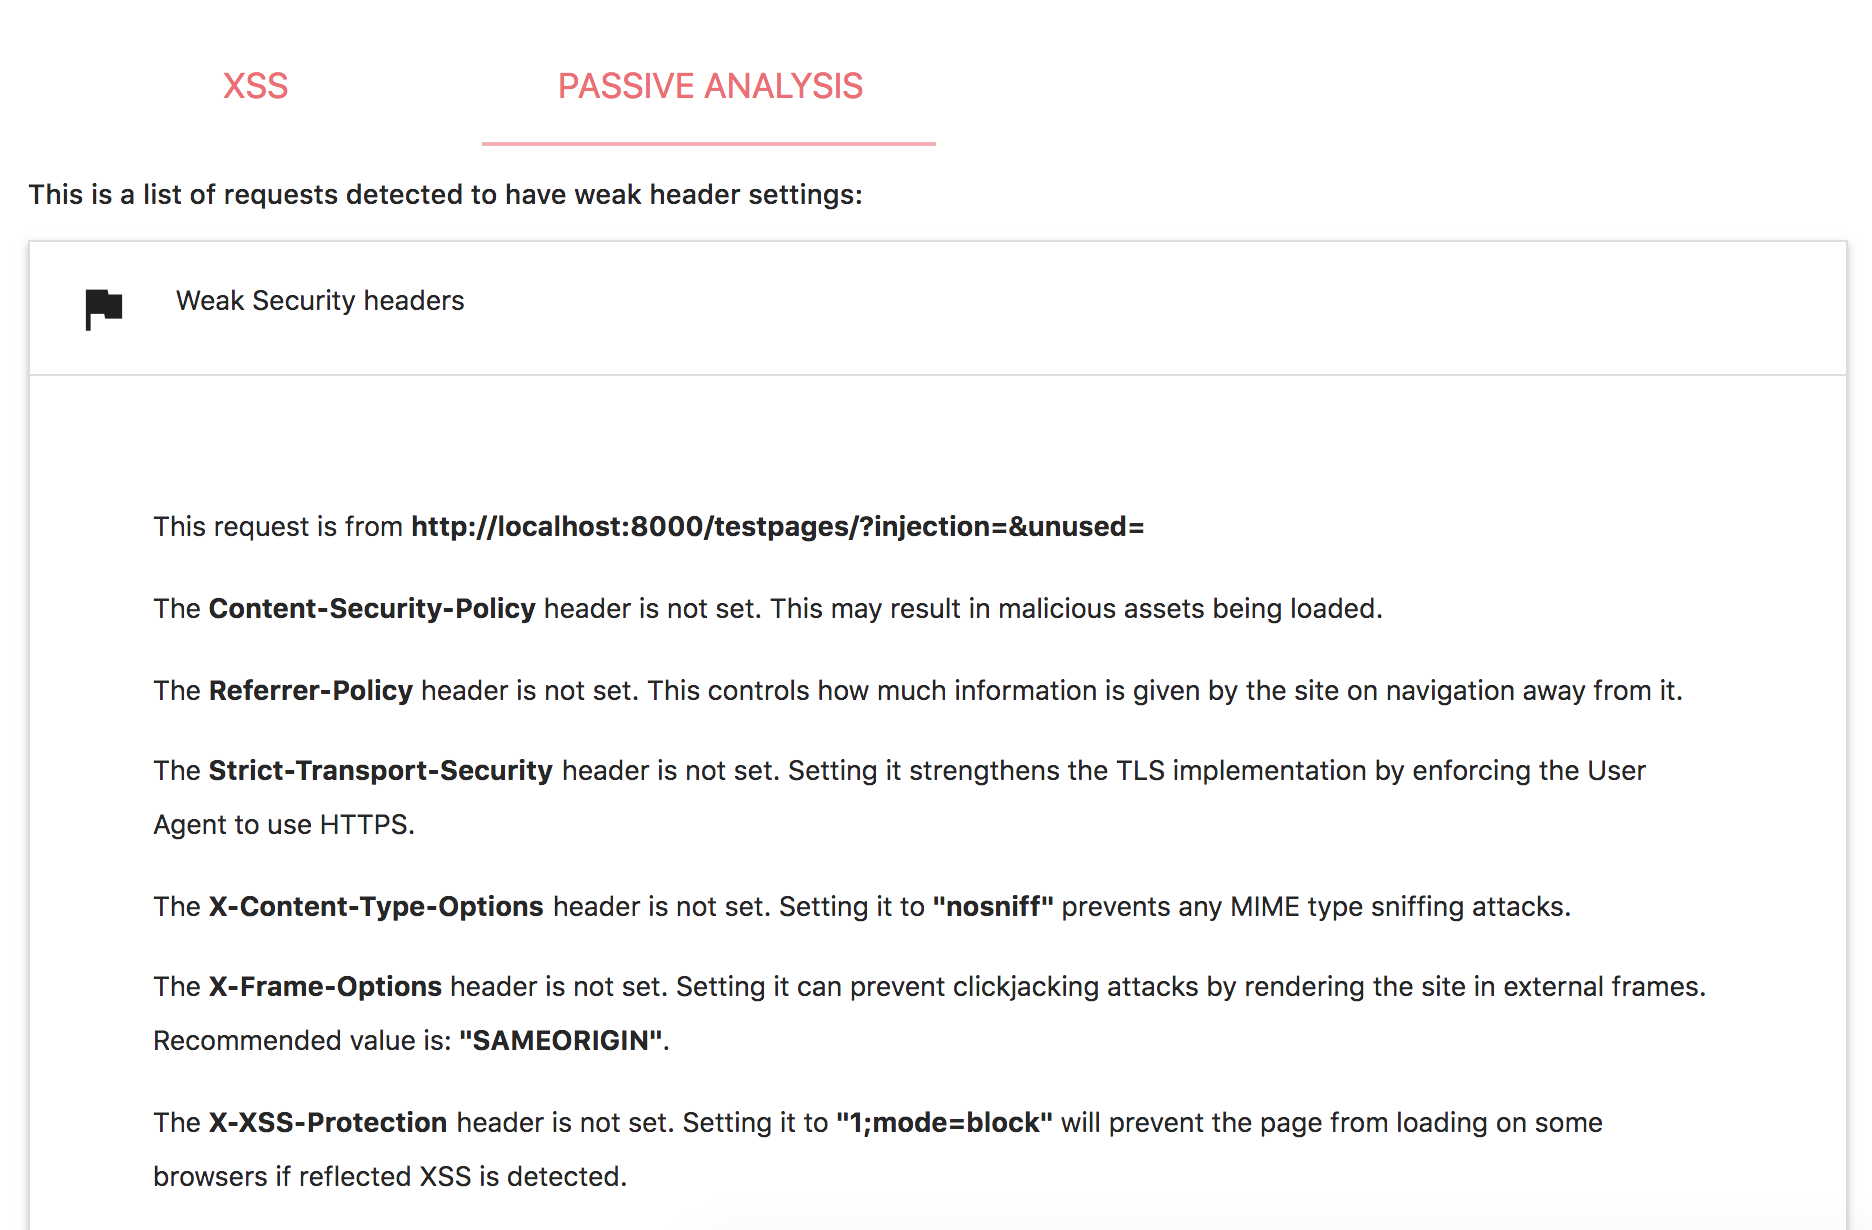 XSS
PASSIVE ANALYSIS
This is a list of requests detected to have weak header settings:
Weak Security headers
This request is from http://localhost:8000/testpages/?injection=&unused=
The Content-Security-Policy header is not set. This may result in malicious assets being loaded.
The Referrer-Policy header is not set. This controls how much information is given by the site on navigation away from it.
The Strict-Transport-Security header is not set. Setting it strengthens the TLS implementation by enforcing the User
Agent to use HTTPS.
The X-Content-Type-Options header is not set. Setting it to "nosniff" prevents any MIME type sniffing attacks.
The X-Frame-Options header is not set. Setting it can prevent clickjacking attacks by rendering the site in external frames.
Recommended value is: "SAMEORIGIN".
The X-XSS-Protection header is not set. Setting it to "1;mode=block" will prevent the page from loading on some
browsers if reflected XSS is detected.